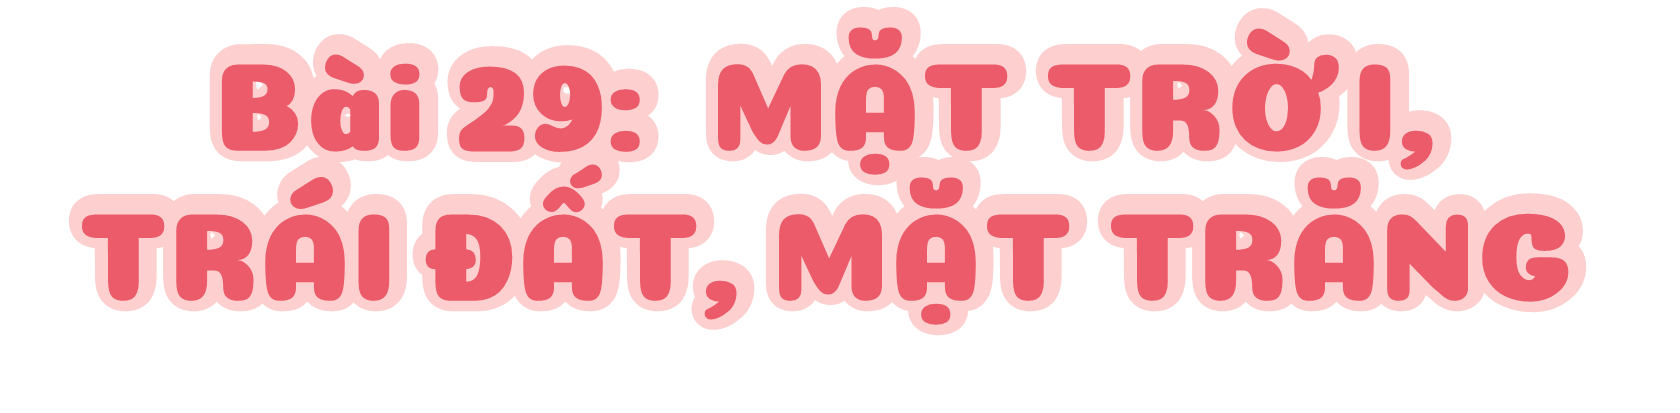 Bài 29: MẶT TRỜI,
TRÁI ĐẤT, MẶT TRĂNG